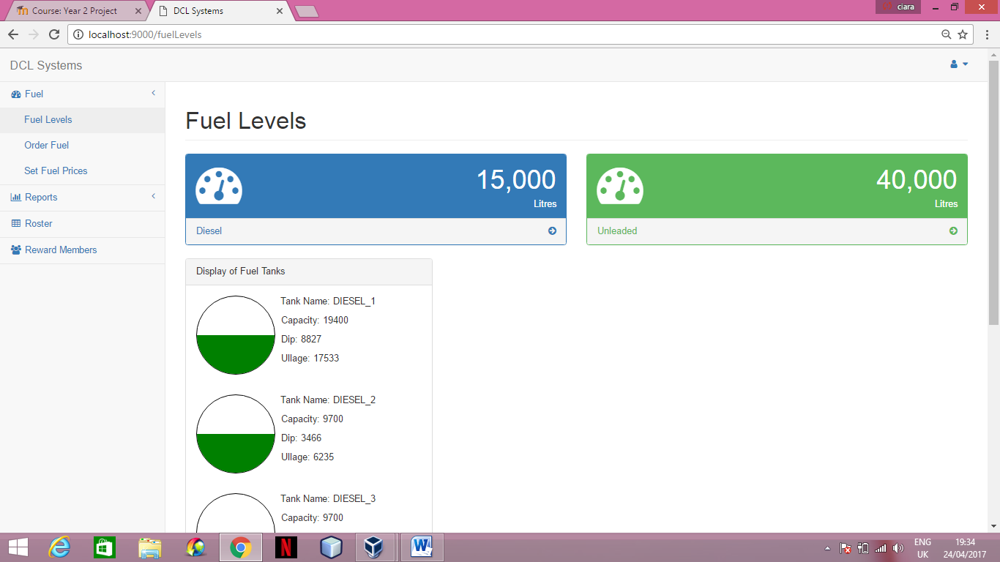 Course: Year 2 Project
DCL Systems
ciara
localhost:9000/fuelLevels
DCL Systems
Fuel
Fuel Levels
Order Fuel
Set Fuel Prices
Reports
Roster
Reward Members
Fuel Levels
15,000
Litres
Diesel
40,000
Litres
Unleaded
Display of Fuel Tanks
Tank Name: DIESEL_1
Capacity: 19400
Dip: 8827
Ullage: 17533
Tank Name: DIESEL_2
Capacity: 9700
Dip: 3466
Ullage: 6235
Tank Name: DIESEL_3
Capacity: 9700
ENG
UK
19:34
24/04/2017